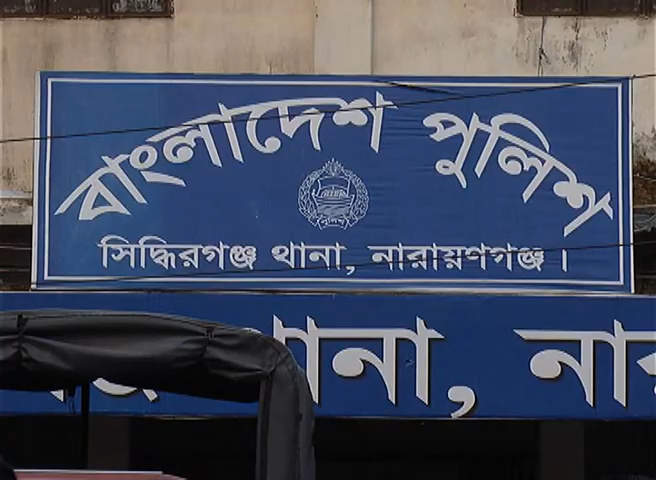 বাংলাদেশ পুলিশ
পুলিশ
সিদ্ধিরগঞ্জ থানা, নারায়ণগঞ্জ।
থানা, নারা